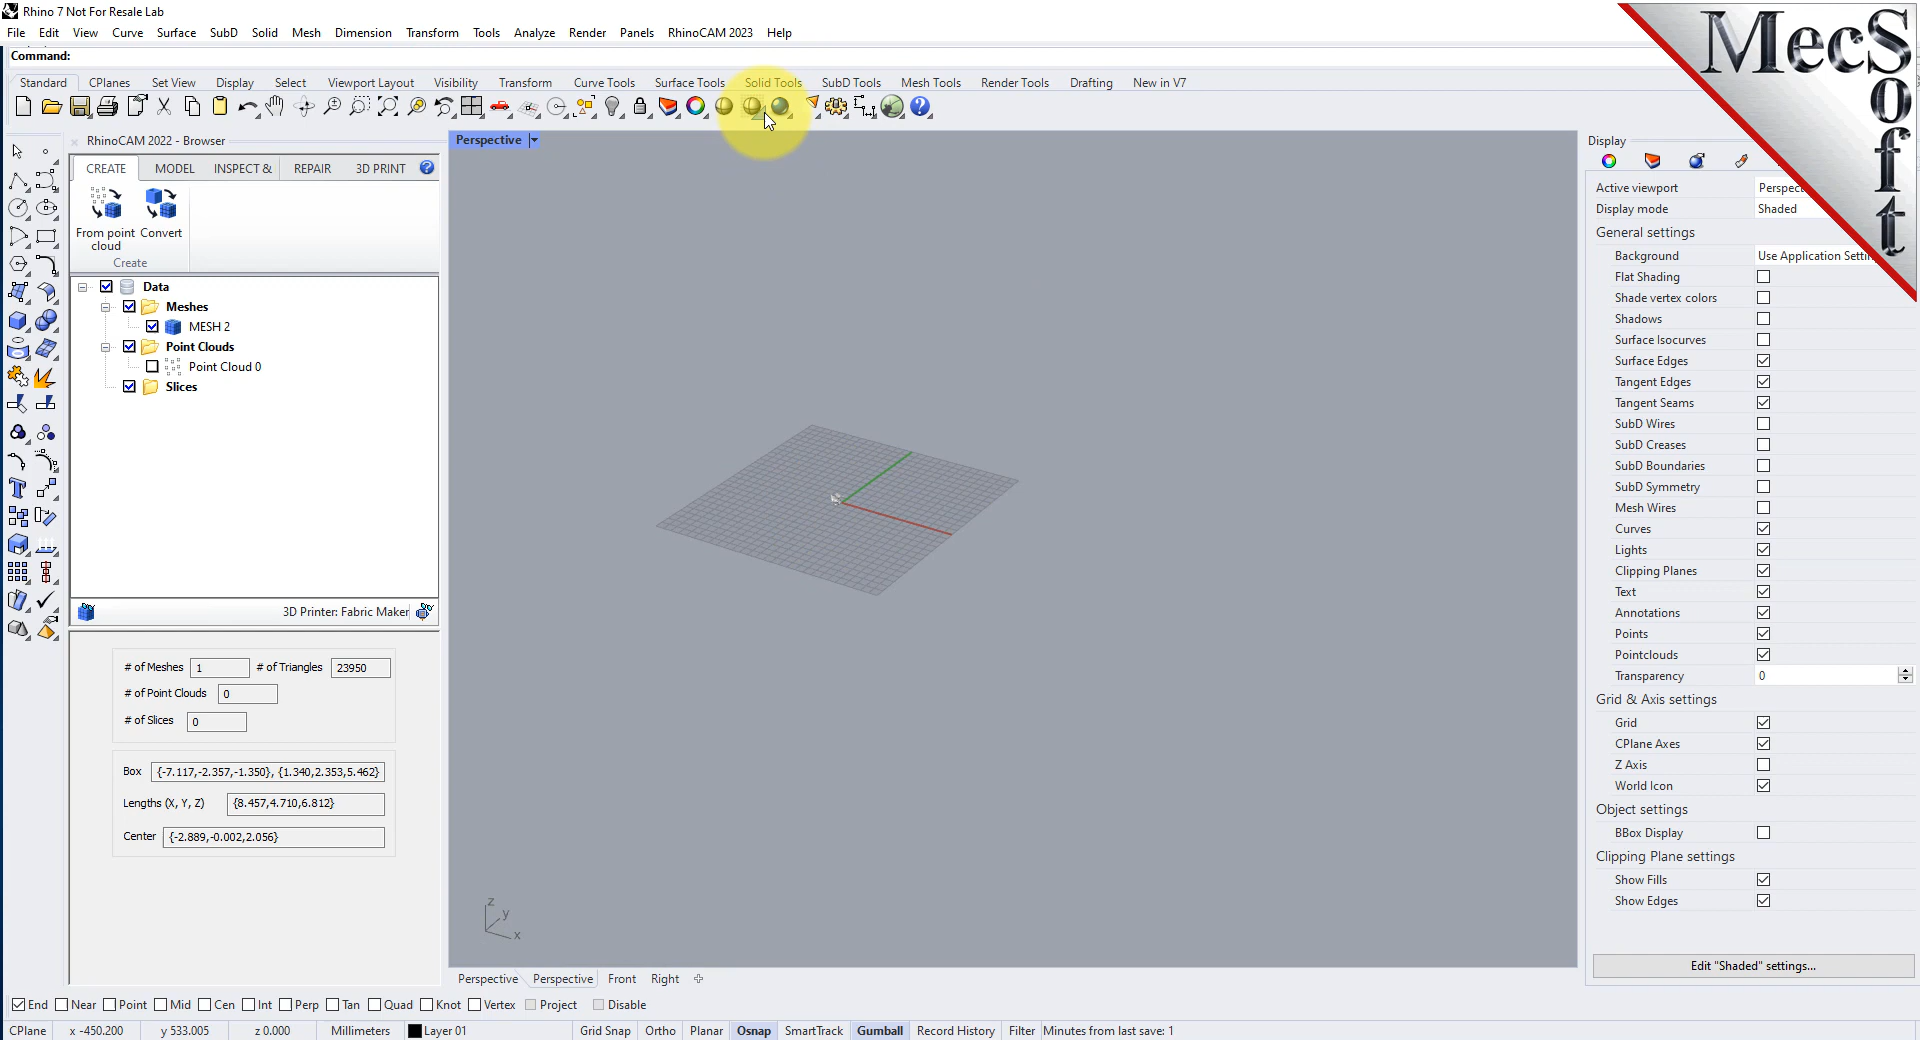 Rhino 7 Not For Resale Lab
File Edit View Curve Surface SubD Solid Mesh Dimension Transform Tools Analyze Render Panels RhinoCAM 2023 Help
Command:
Standard CPlanes Set View Display Select Viewport Layout Visibility Transform Curve Tools Surface Tools Solid Tools SubD Tools Mesh Tools Render Tools Drafting New in V7
MecSoft
RhinoCAM 2022 - Browser
CREATE MODEL INSPECT & REPAIR 3D PRINT
From point cloud
Convert
Create
Data
Meshes
MESH 2
Point Clouds
Point Cloud 0
Slices
3D Printer: Fabric Maker
# of Meshes 1 # of Triangles 23950
# of Point Clouds 0
# of Slices 0
Box {-7.117,-2.357,-1.350}, {1.340,2.353,5.462}
Lengths (X, Y, Z) {8.457,4.710,6.812}
Center {-2.889,-0.002,2.056}
Perspective
z
y
x
Perspective Perspective Front Right
Display
Active viewport Perspec
Display mode Shaded
General settings
Background Use Application Settin
Flat Shading
Shade vertex colors
Shadows
Surface Isocurves
Surface Edges
Tangent Edges
Tangent Seams
SubD Wires
SubD Creases
SubD Boundaries
SubD Symmetry
Mesh Wires
Curves
Lights
Clipping Planes
Text
Annotations
Points
Pointclouds
Transparency 0
Grid & Axis settings
Grid
CPlane Axes
Z Axis
World Icon
Object settings
BBox Display
Clipping Plane settings
Show Fills
Show Edges
Edit "Shaded" settings...
End Near Point Mid Cen Int Perp Tan Quad Knot Vertex Project Disable
CPlane x -450.200 y 533.005 z 0.000 Millimeters Layer 01 Grid Snap Ortho Planar Osnap SmartTrack Gumball Record History Filter Minutes from last save: 1